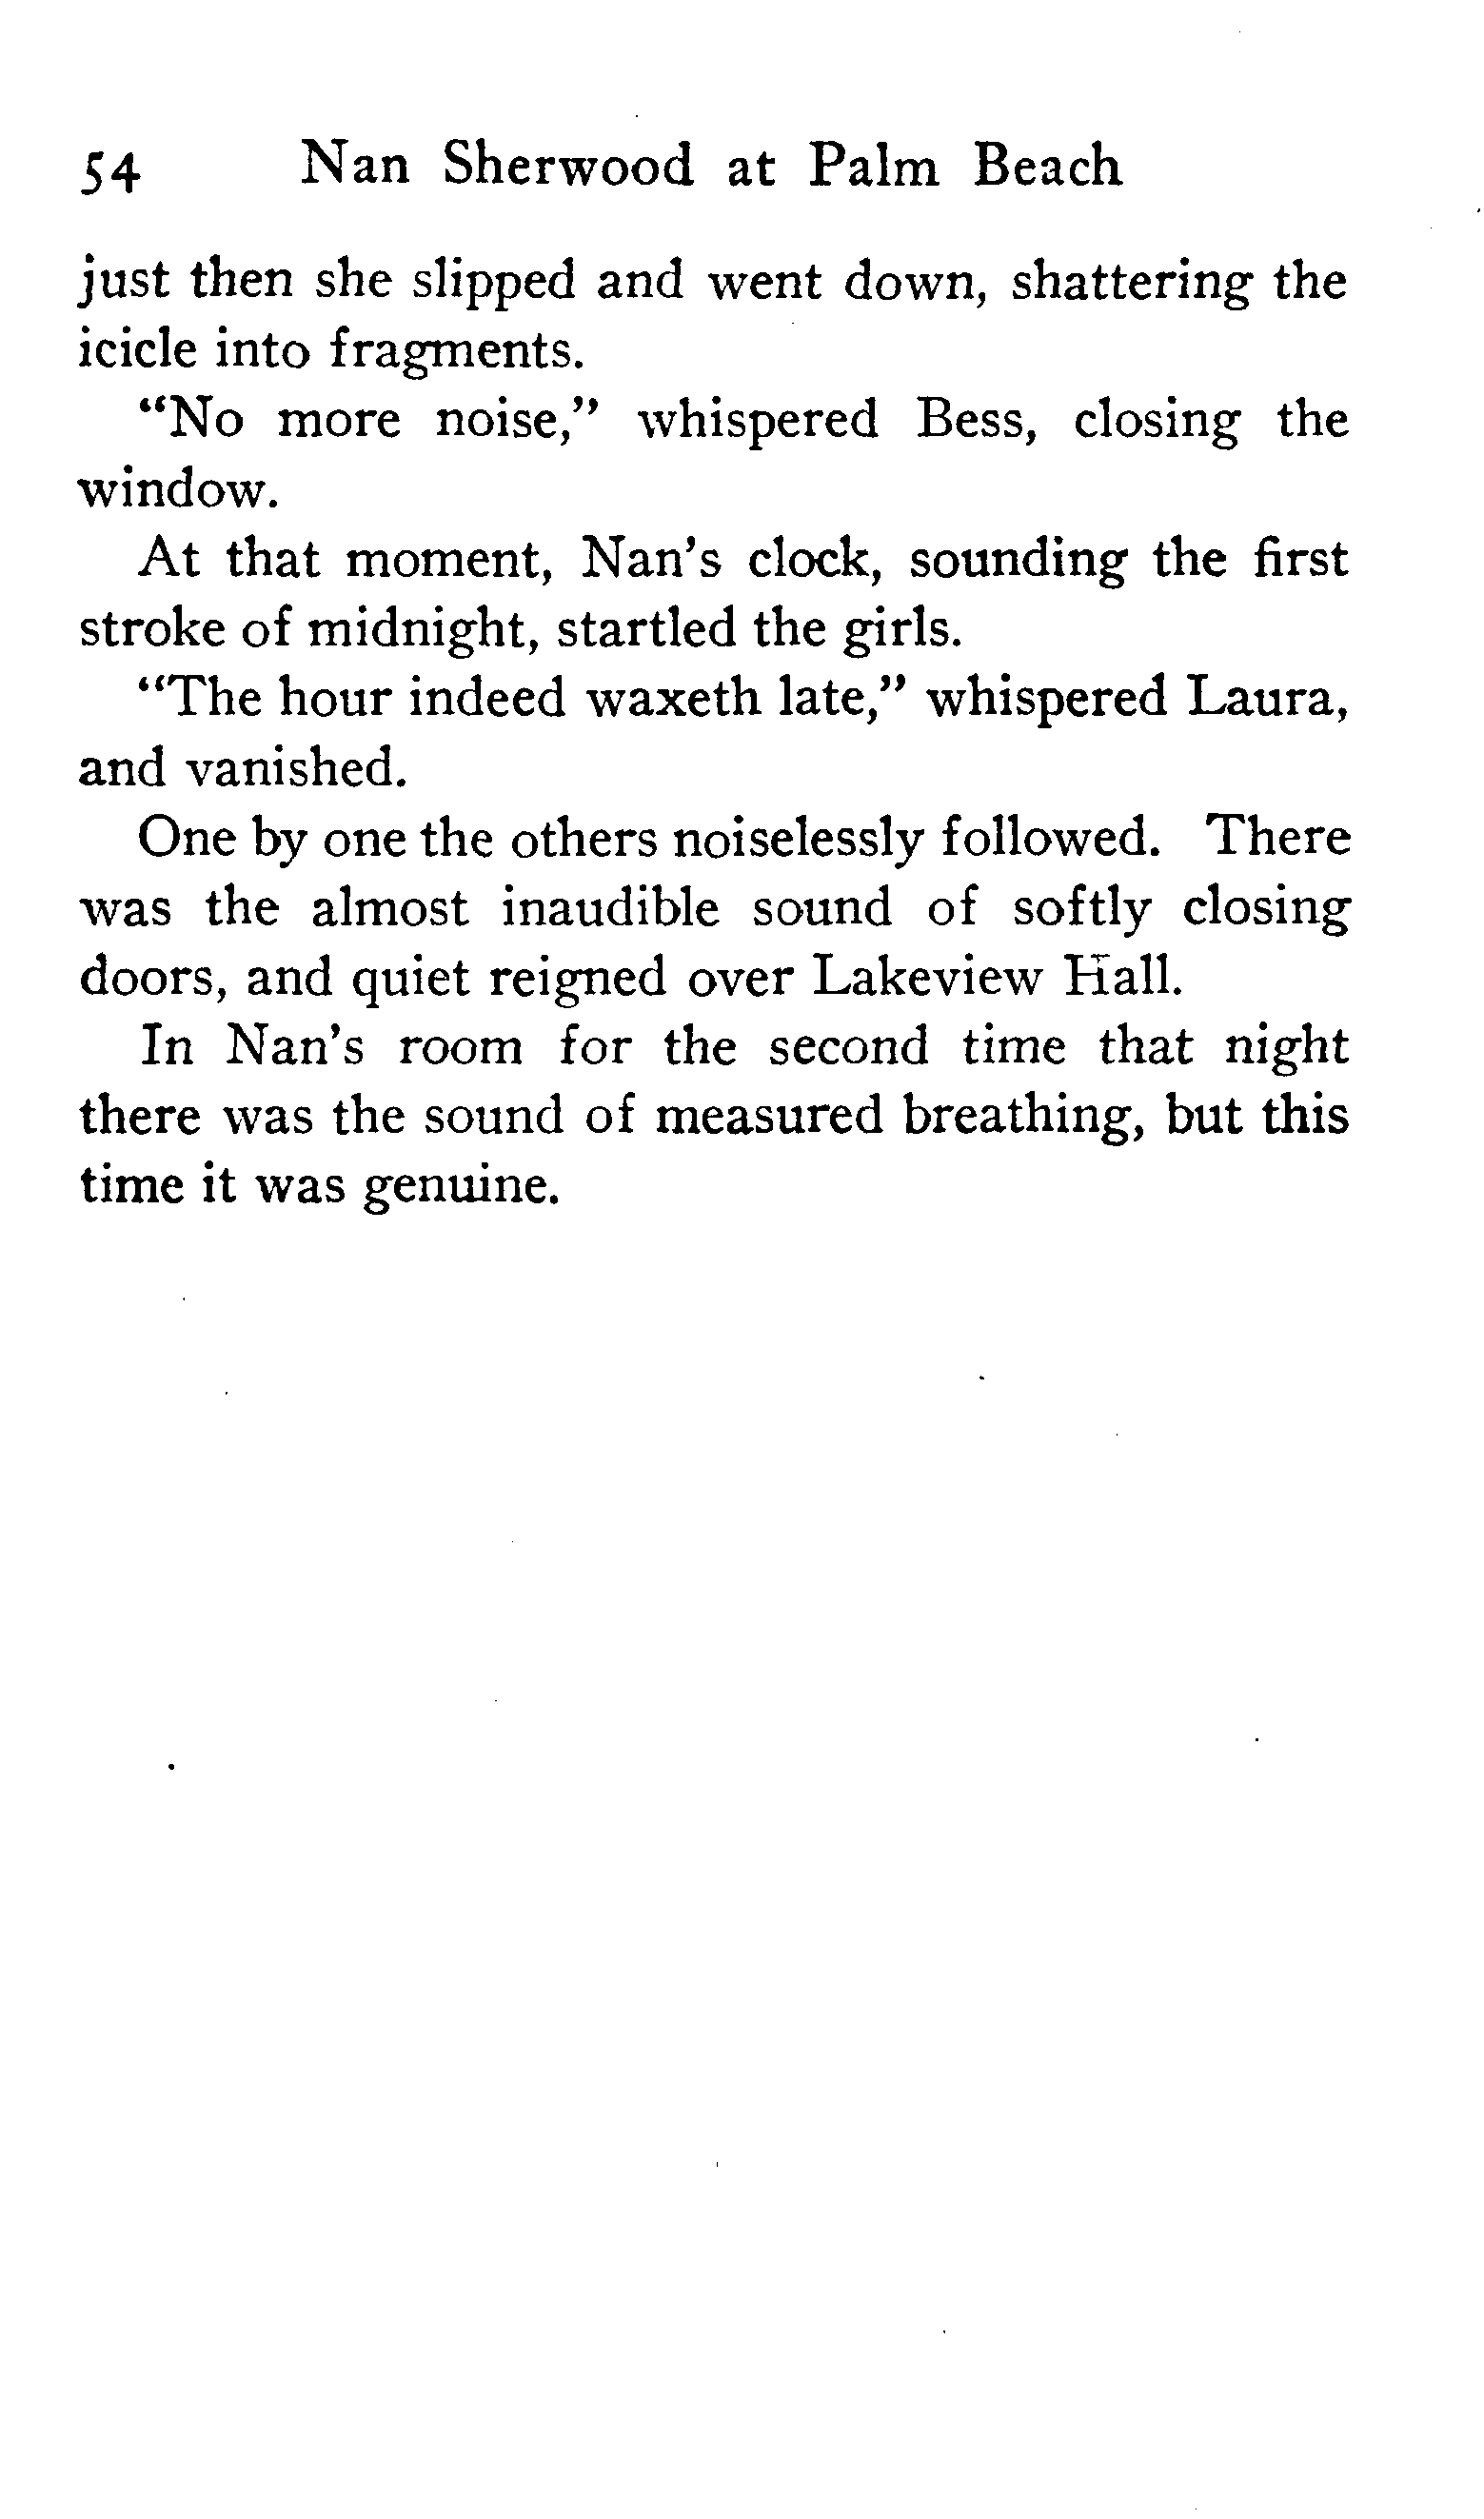 54 Nan Sherwood at Palm Beach
just then she slipped and went down, shattering the
icicle into fragments.
“No more noise,” whispered Bess, closing the
window.
At that moment, Nan’s clock, sounding the first
stroke of midnight, startled the girls.
“The hour indeed waxeth late,” whispered Laura,
and vanished.
One by one the others noiselessly followed. There
was the almost inaudible sound of softly closing
doors, and quiet reigned over Lakeview Hall.
In Nan’s room for the second time that night
there was the sound of measured breathing, but this
time it was genuine.